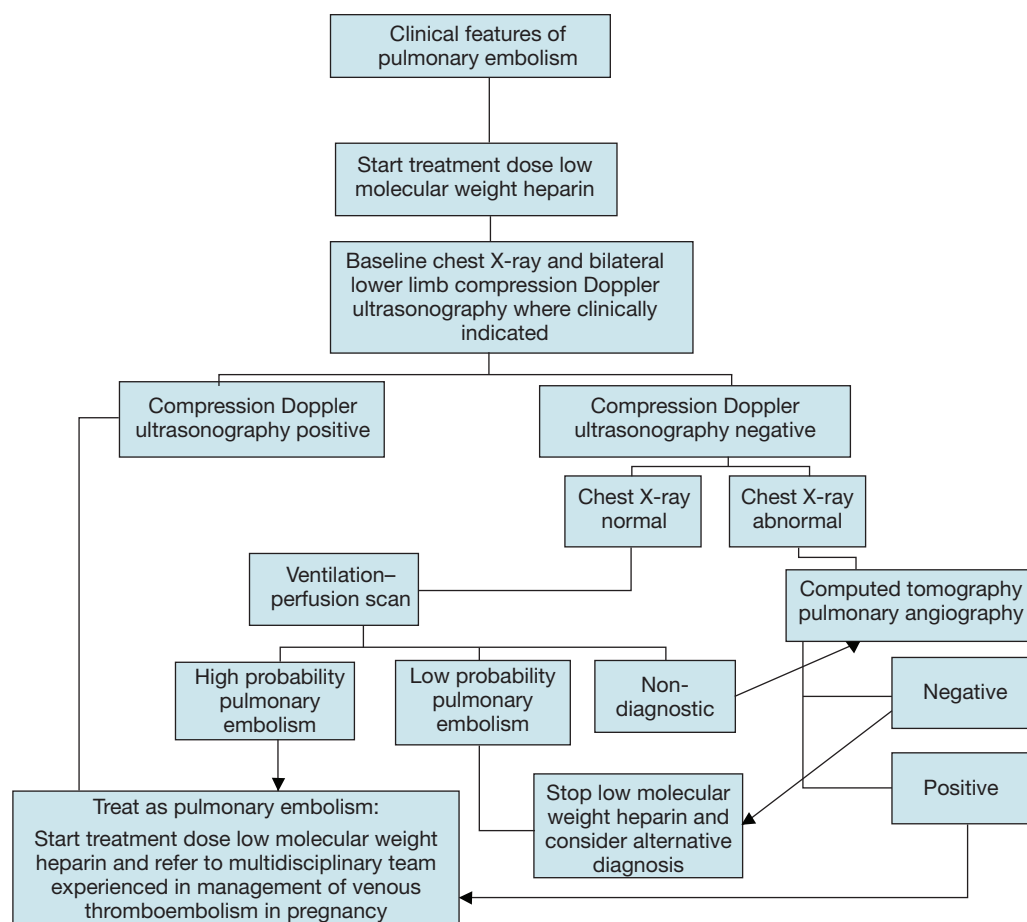 Clinical features of
pulmonary embolism
Start treatment dose low
molecular weight heparin
Baseline chest X-ray and bilateral
lower limb compression Doppler
ultrasonography where clinically
indicated
Compression Doppler
ultrasonography positive
Compression Doppler
ultrasonography negative
Chest X-ray
normal
Chest X-ray
abnormal
Ventilation–
perfusion scan
Computed tomography
pulmonary angiography
High probability
pulmonary
embolism
Low probability
pulmonary
embolism
Non-
diagnostic
Negative
Positive
Stop low molecular
weight heparin and
consider alternative
diagnosis
Treat as pulmonary embolism:
Start treatment dose low molecular weight
heparin and refer to multidisciplinary team
experienced in management of venous
thromboembolism in pregnancy